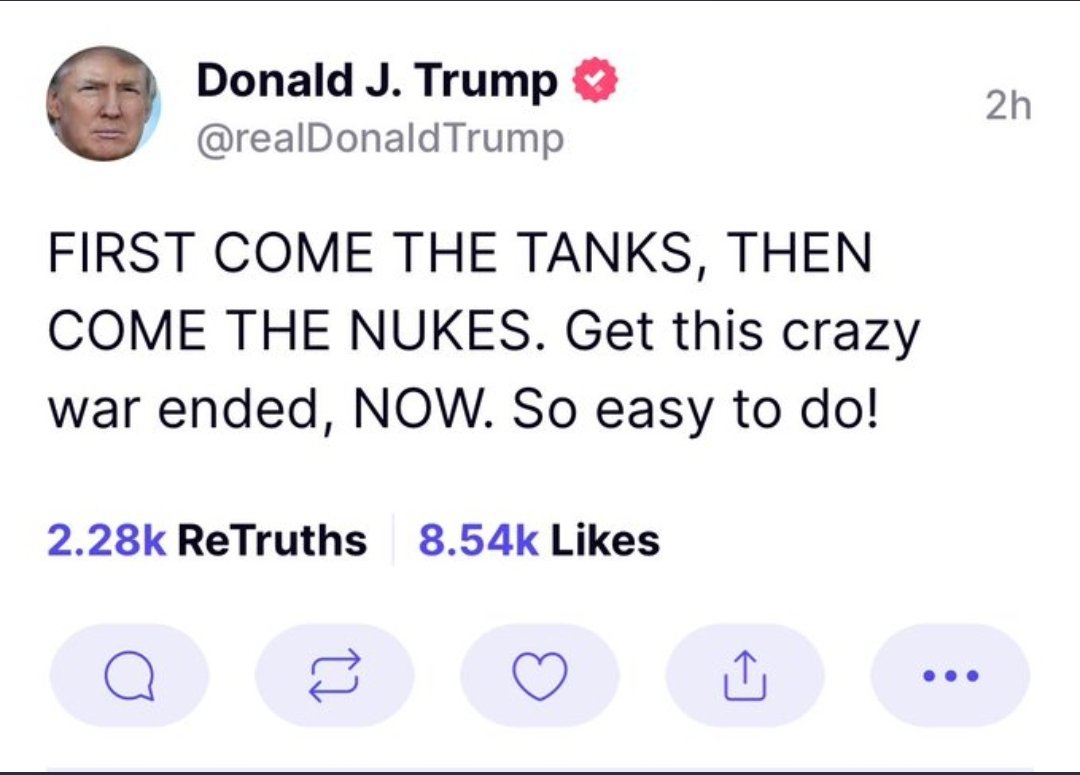 Donald J. Trump
@realDonaldTrump
2h
FIRST COME THE TANKS, THEN
COME THE NUKES. Get this crazy
war ended, NOW. So easy to do!
2.28k ReTruths 8.54k Likes